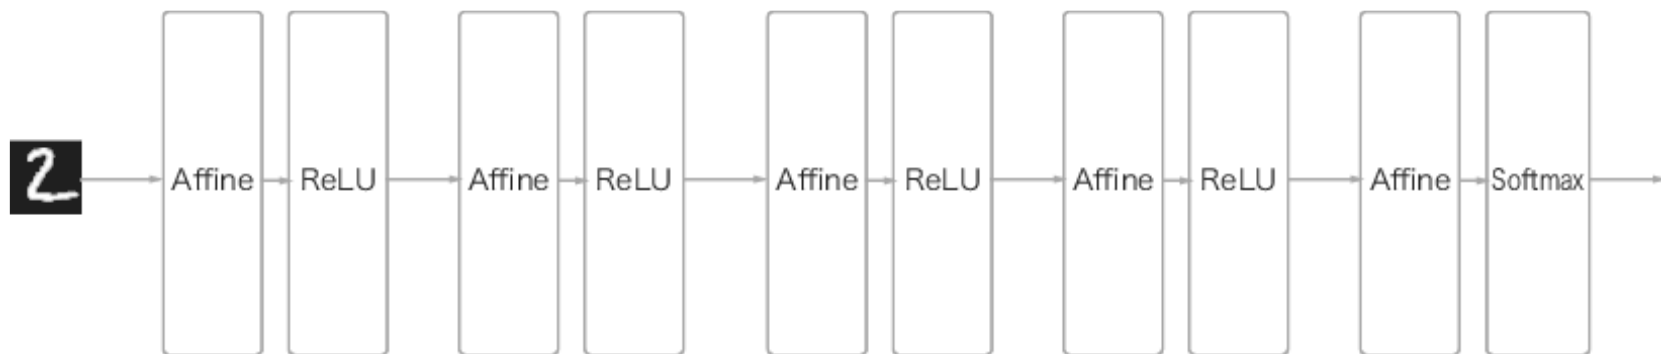 2
Affine
ReLU
Affine
ReLU
Affine
ReLU
Affine
ReLU
Affine
Softmax